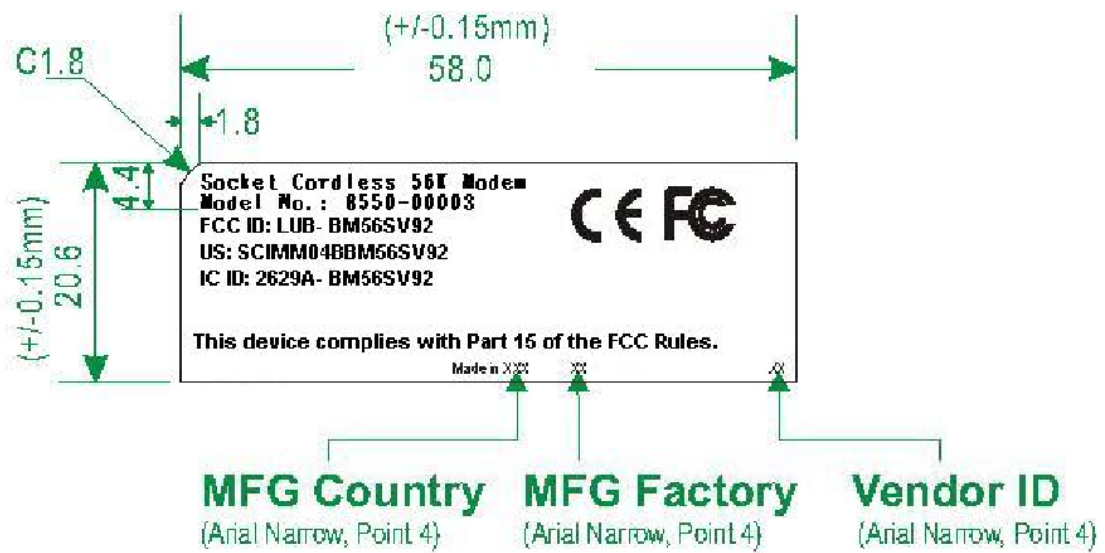 (+/-0.15mm)
58.0
C1.8
1.8
4.4
(+/-0.15mm)
20.6
Socket Cordless 56K Modem
Model No.: 8550-00003
FCC ID: LUB- BM56SV92
US: SCIMM04BBM56SV92
IC ID: 2629A- BM56SV92
CE FC
This device complies with Part 15 of the FCC Rules.
Made in XXX XX XX
MFG Country MFG Factory Vendor ID
(Arial Narrow, Point 4) (Arial Narrow, Point 4) (Arial Narrow, Point 4)